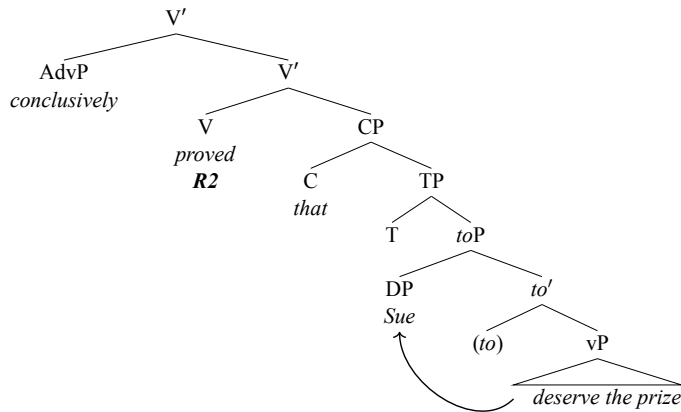 V′
AdvP V′
conclusively
V CP
proved
R2
C TP
that
T toP
DP to′
Sue
(to) vP
deserve the prize